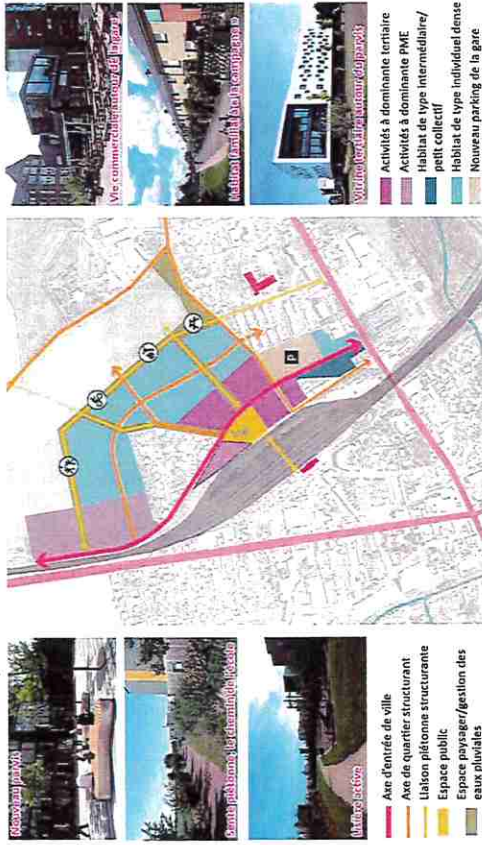 Nouveau parvis
Sente piétonne le chemin de l'école
Lisière active
Axe d'entrée de ville
Axe de quartier structurant
Liaison piétonne structurante
Espace public
Espace paysager/gestion des
eaux pluviales
P
Vie commerciale autour de la gare
Habitat familial à « la campagne »
Vitrine tertiaire autour du parvis
Activités à dominante tertiaire
Activités à dominante PME
Habitat de type intermédiaire/
petit collectif
Habitat de type individuel dense
Nouveau parking de la gare